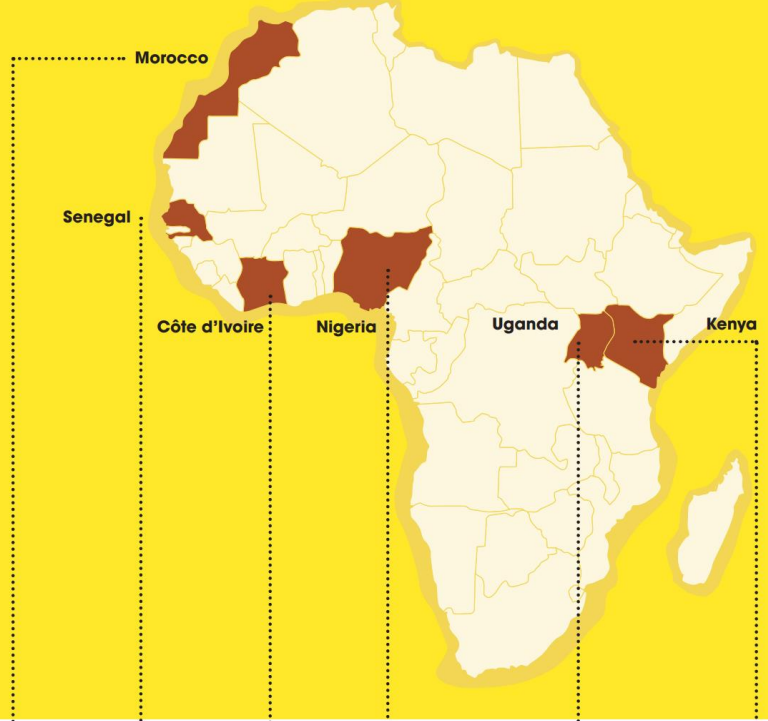 Morocco
Senegal
Côte d'Ivoire
Nigeria
Uganda
Kenya